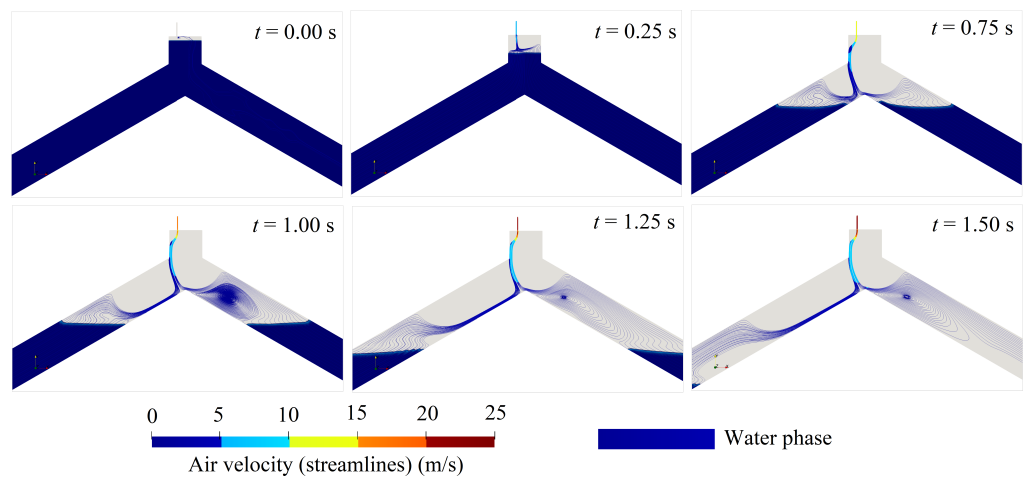 t = 0.00 s
t = 0.25 s
t = 0.75 s
t = 1.00 s
t = 1.25 s
t = 1.50 s
0 5 10 15 20 25
Air velocity (streamlines) (m/s)
Water phase